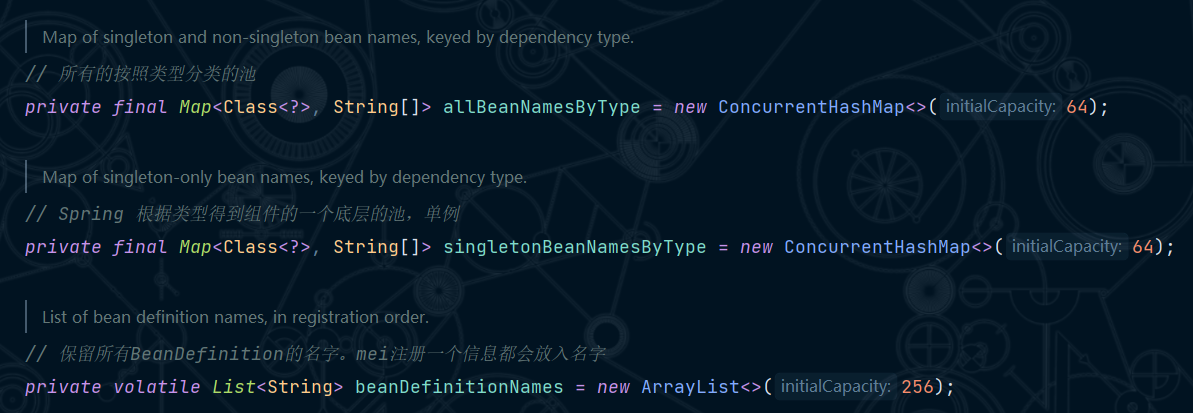 Map of singleton and non-singleton bean names, keyed by dependency type.
// 所有的按照类型分类的池
private final Map<Class<?>, String[]> allBeanNamesByType = new ConcurrentHashMap<>( initialCapacity: 64);
Map of singleton-only bean names, keyed by dependency type.
// Spring 根据类型得到组件的一个底层的池，单例
private final Map<Class<?>, String[]> singletonBeanNamesByType = new ConcurrentHashMap<>( initialCapacity: 64);
List of bean definition names, in registration order.
// 保留所有BeanDefinition的名字。mei注册一个信息都会放入名字
private volatile List<String> beanDefinitionNames = new ArrayList<>( initialCapacity: 256);